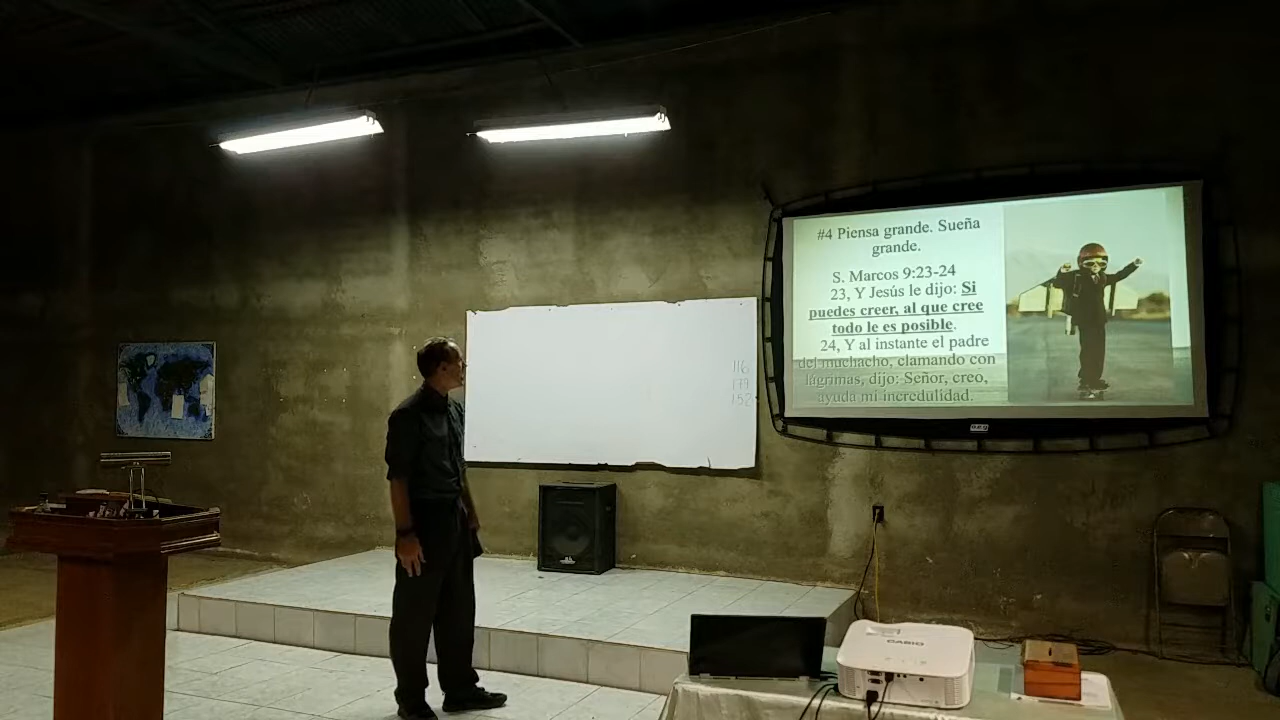 #4 Piensa grande. Sueña
grande.
S. Marcos 9:23-24
23, Y Jesús le dijo: Si
puedes creer, al que cree
todo le es posible.
24, Y al instante el padre
del muchacho, clamando con
lágrimas, dijo: Señor, creo,
ayuda mi incredulidad.
116
179
152
CASIO